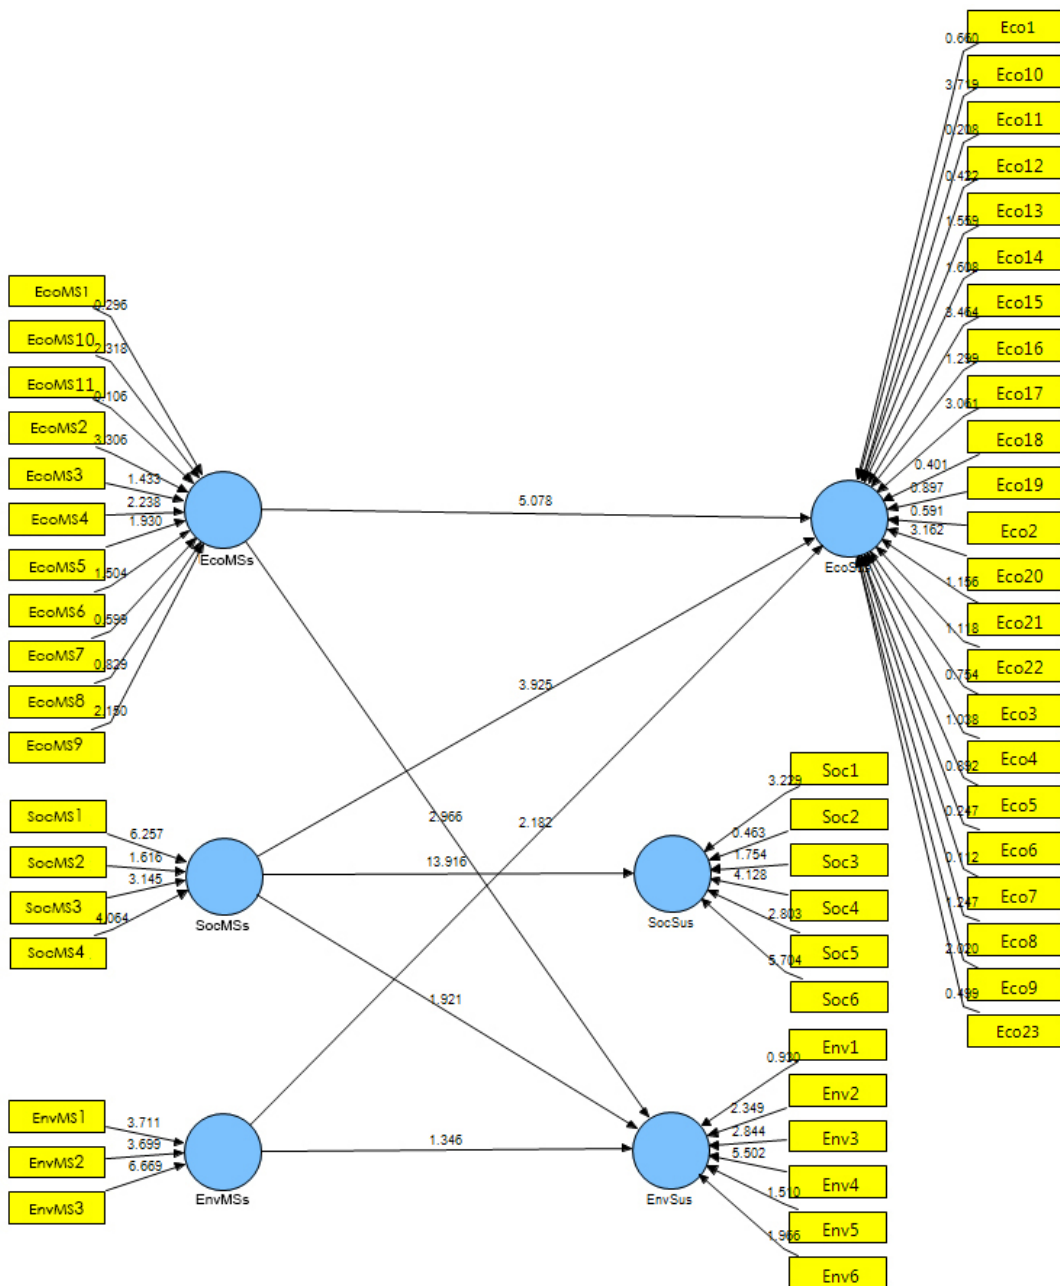 EcoMS1
0.296
EcoMS10
2.318
EcoMS11
0.106
EcoMS2
3.306
EcoMS3
1.433
EcoMS4
2.238
EcoMS5
1.930
EcoMS6
1.504
EcoMS7
0.599
EcoMS8
0.829
EcoMS9
2.150
EcoMSs
SocMS1
6.257
SocMS2
1.616
SocMS3
3.145
SocMS4
4.064
SocMSs
EnvMS1
3.711
EnvMS2
3.699
EnvMS3
6.669
EnvMSs
5.078
3.925
2.966
2.182
13.916
1.921
1.346
Eco1
0.660
Eco10
3.719
Eco11
0.208
Eco12
0.422
Eco13
1.559
Eco14
1.608
Eco15
3.464
Eco16
1.299
Eco17
3.061
Eco18
0.401
Eco19
0.897
Eco2
0.591
Eco20
3.162
Eco21
1.156
Eco22
1.118
Eco3
0.754
Eco4
1.038
Eco5
0.892
Eco6
0.247
Eco7
0.112
Eco8
1.247
Eco9
2.020
Eco23
0.499
EcoSus
Soc1
3.229
Soc2
0.463
Soc3
1.754
Soc4
4.128
Soc5
2.803
Soc6
5.704
SocSus
Env1
0.930
Env2
2.349
Env3
2.844
Env4
5.502
Env5
1.510
Env6
1.966
EnvSus